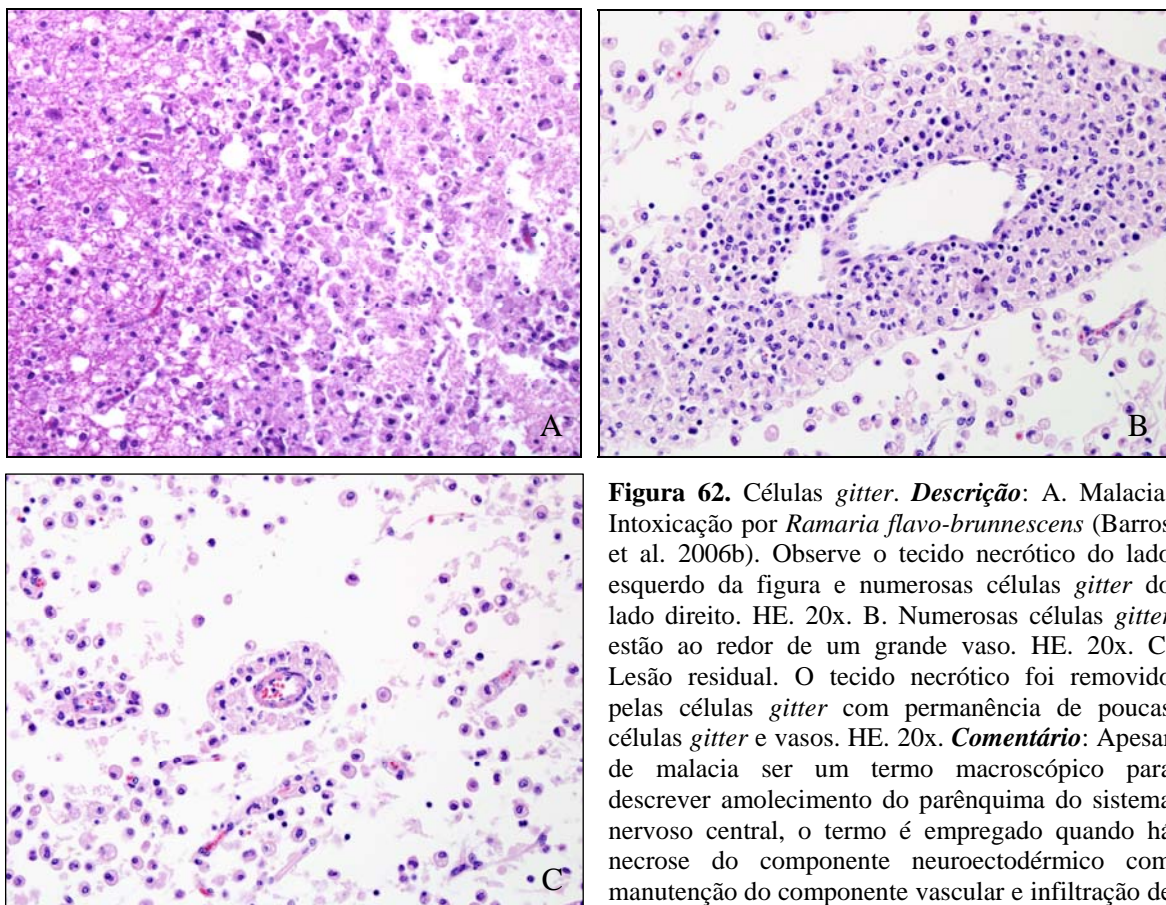 A
B
C
Figura 62. Células gitter. Descrição: A. Malacia
Intoxicação por Ramaria flavo-brunnescens (Barros
et al. 2006b). Observe o tecido necrótico do lado
esquerdo da figura e numerosas células gitter do
lado direito. HE. 20x. B. Numerosas células gitter
estão ao redor de um grande vaso. HE. 20x. C
Lesão residual. O tecido necrótico foi removido
pelas células gitter com permanência de poucas
células gitter e vasos. HE. 20x. Comentário: Apesar
de malacia ser um termo macroscópico para
descrever amolecimento do parênquima do sistema
nervoso central, o termo é empregado quando há
necrose do componente neuroectodérmico com
manutenção do componente vascular e infiltração de